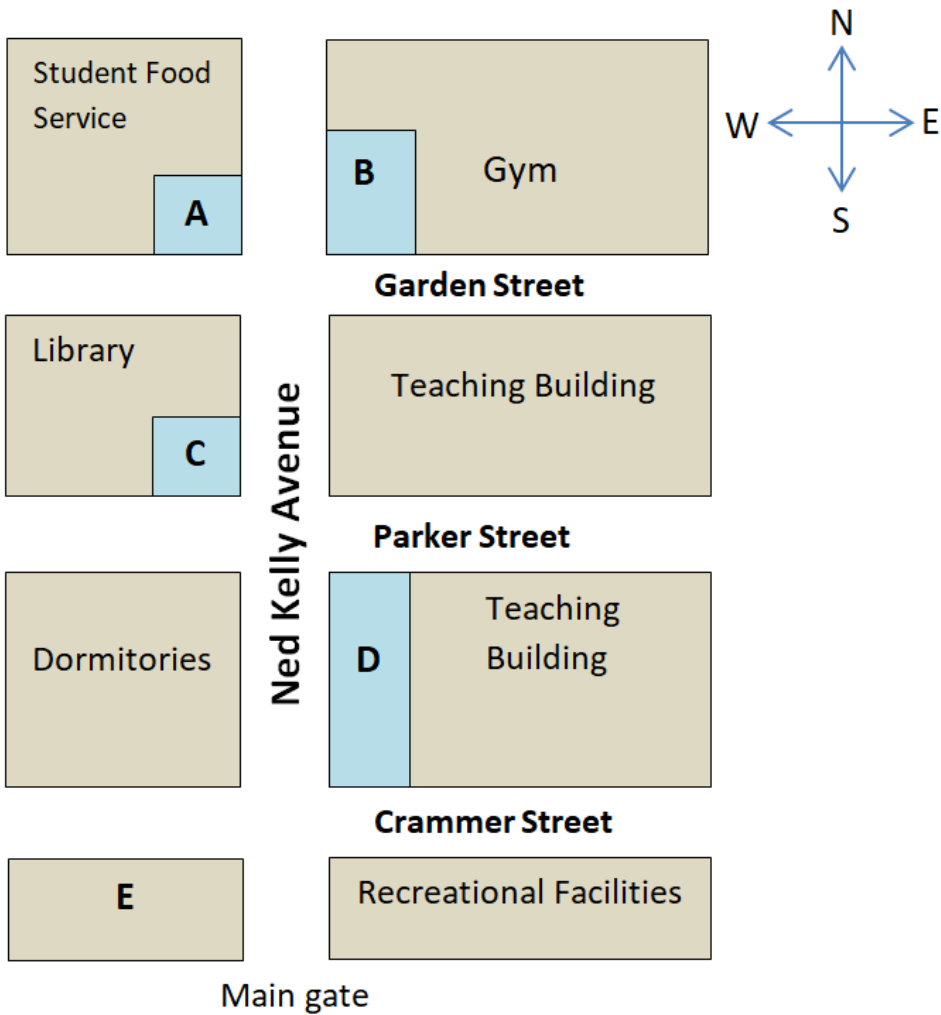 N
Student Food
Service
W
E
B
Gym
A
S
Garden Street
Library
Teaching Building
C
Ned Kelly Avenue
Parker Street
Teaching
Building
Dormitories
D
Crammer Street
E
Recreational Facilities
Main gate